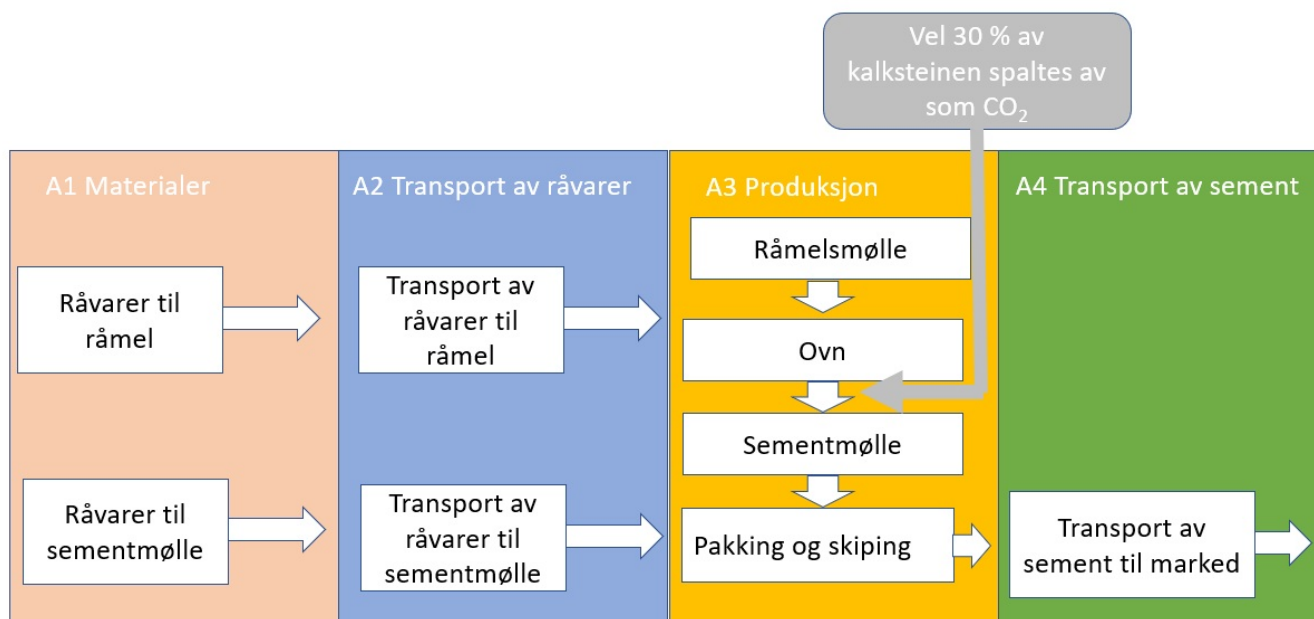 Vel 30 % av
kalksteinen spaltes av
som CO₂
A1 Materialer
Råvarer til
råmel
Råvarer til
sementmølle
A2 Transport av råvarer
Transport av
råvarer til
råmel
Transport av
råvarer til
sementmølle
A3 Produksjon
Råmelsmølle
Ovn
Sementmølle
Pakking og skiping
A4 Transport av sement
Transport av
sement til marked